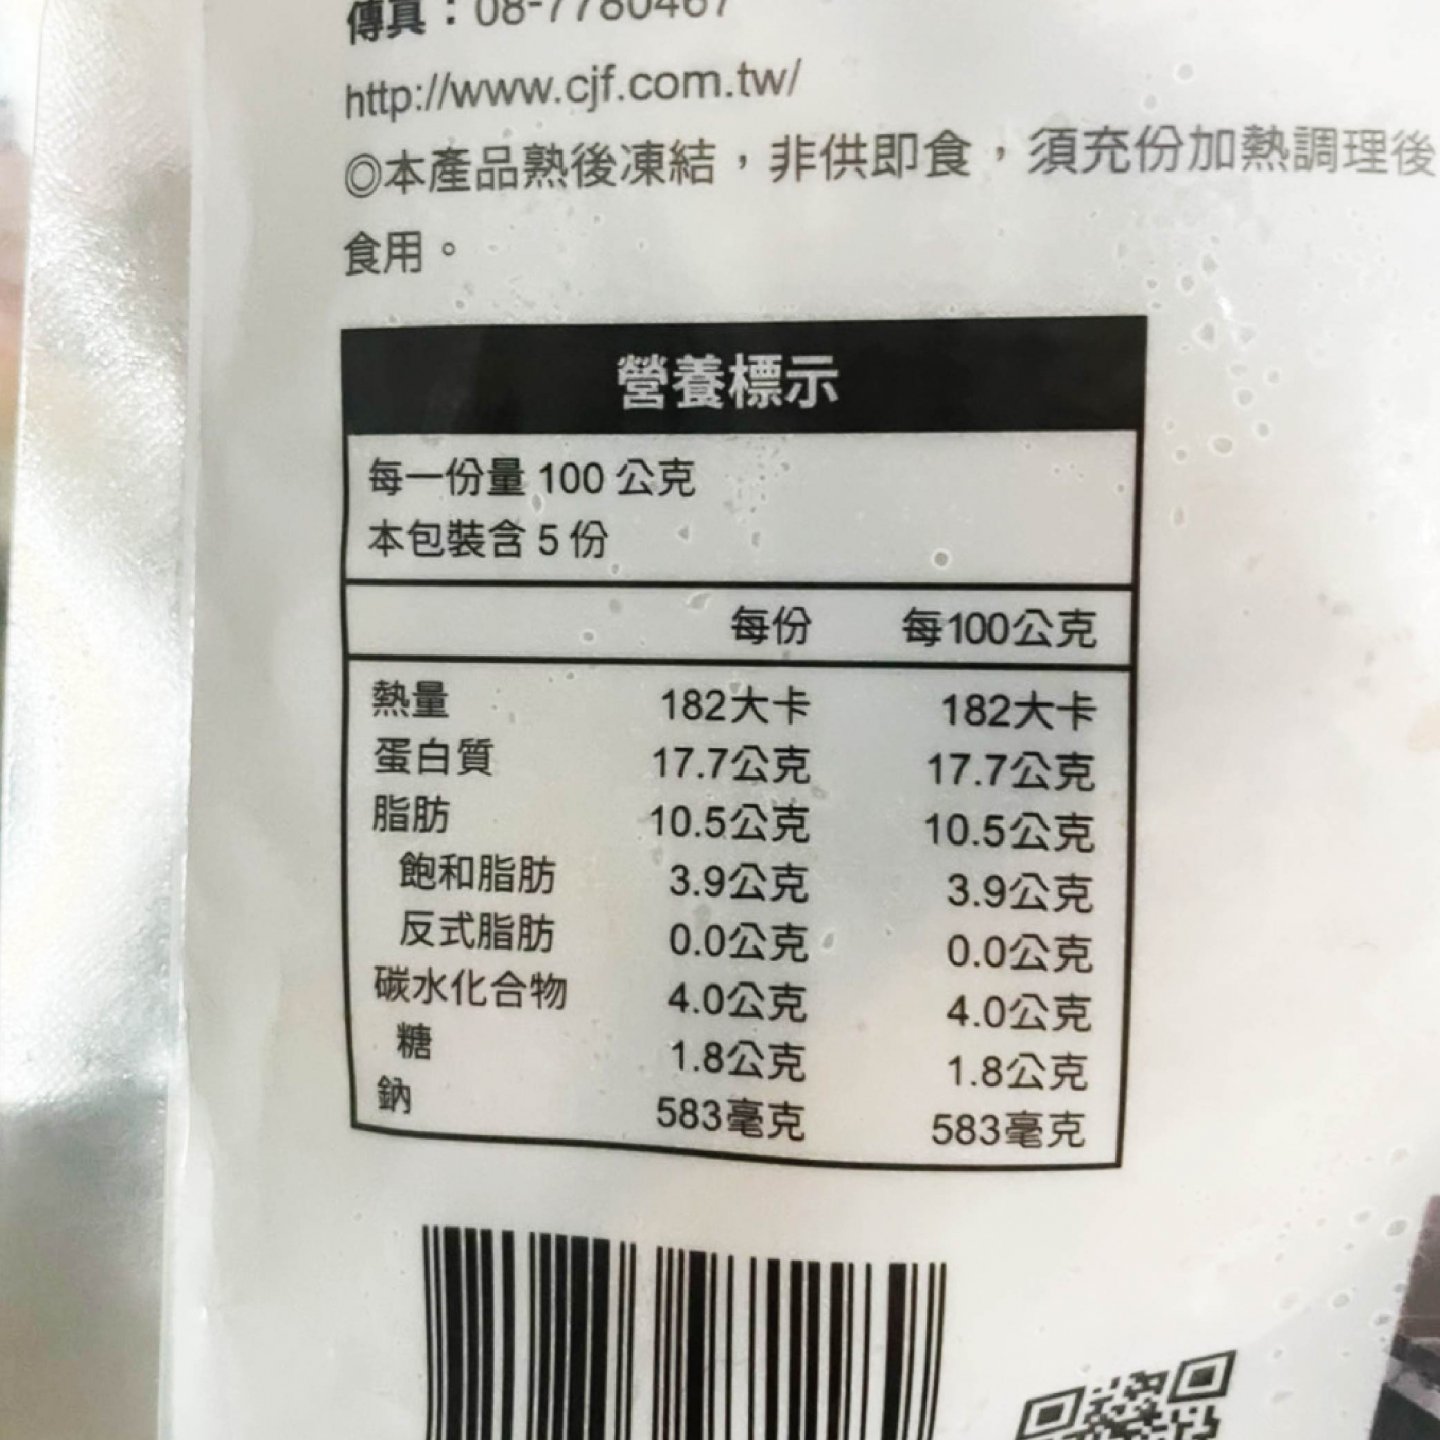 傳真：08-7780467
http://www.cjf.com.tw/
◎本產品熟後凍結，非供即食，須充份加熱調理後
食用。
營養標示
每一份量 100 公克
本包裝含 5 份
每份 每100公克
熱量 182大卡 182大卡
蛋白質 17.7公克 17.7公克
脂肪 10.5公克 10.5公克
飽和脂肪 3.9公克 3.9公克
反式脂肪 0.0公克 0.0公克
碳水化合物 4.0公克 4.0公克
糖 1.8公克 1.8公克
鈉 583毫克 583毫克